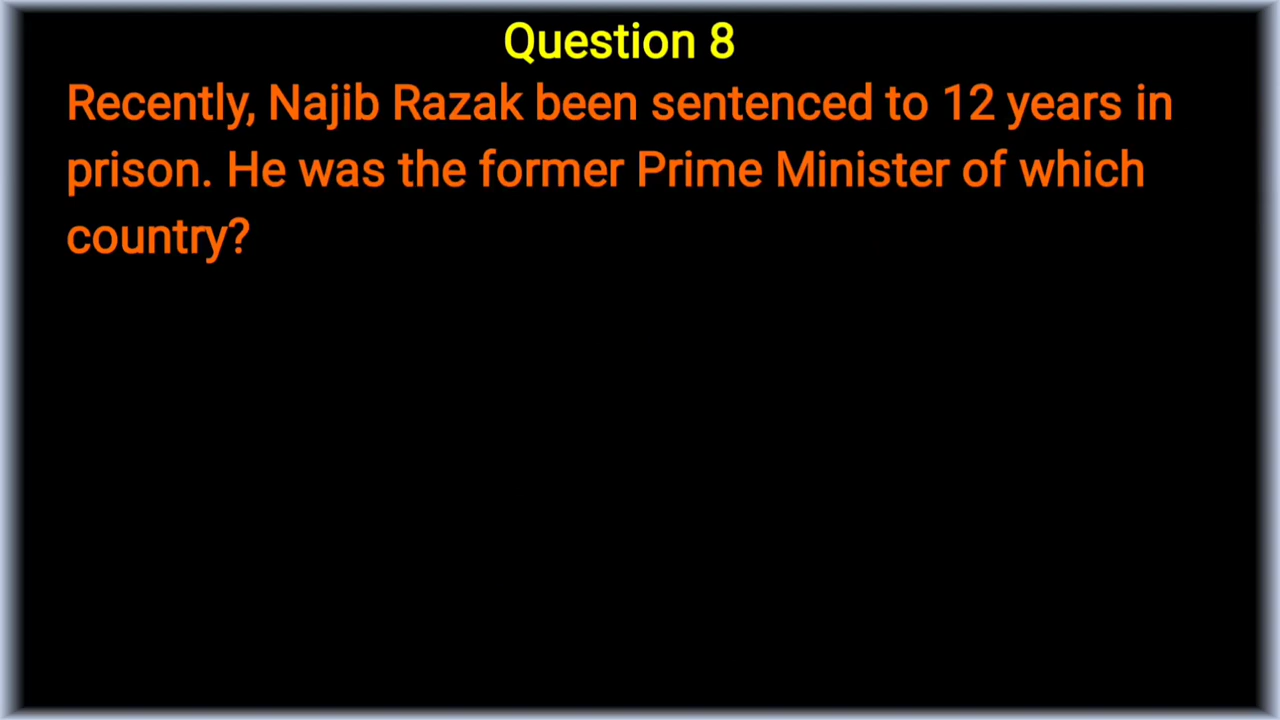 Question 8
Recently, Najib Razak been sentenced to 12 years in
prison. He was the former Prime Minister of which
country?